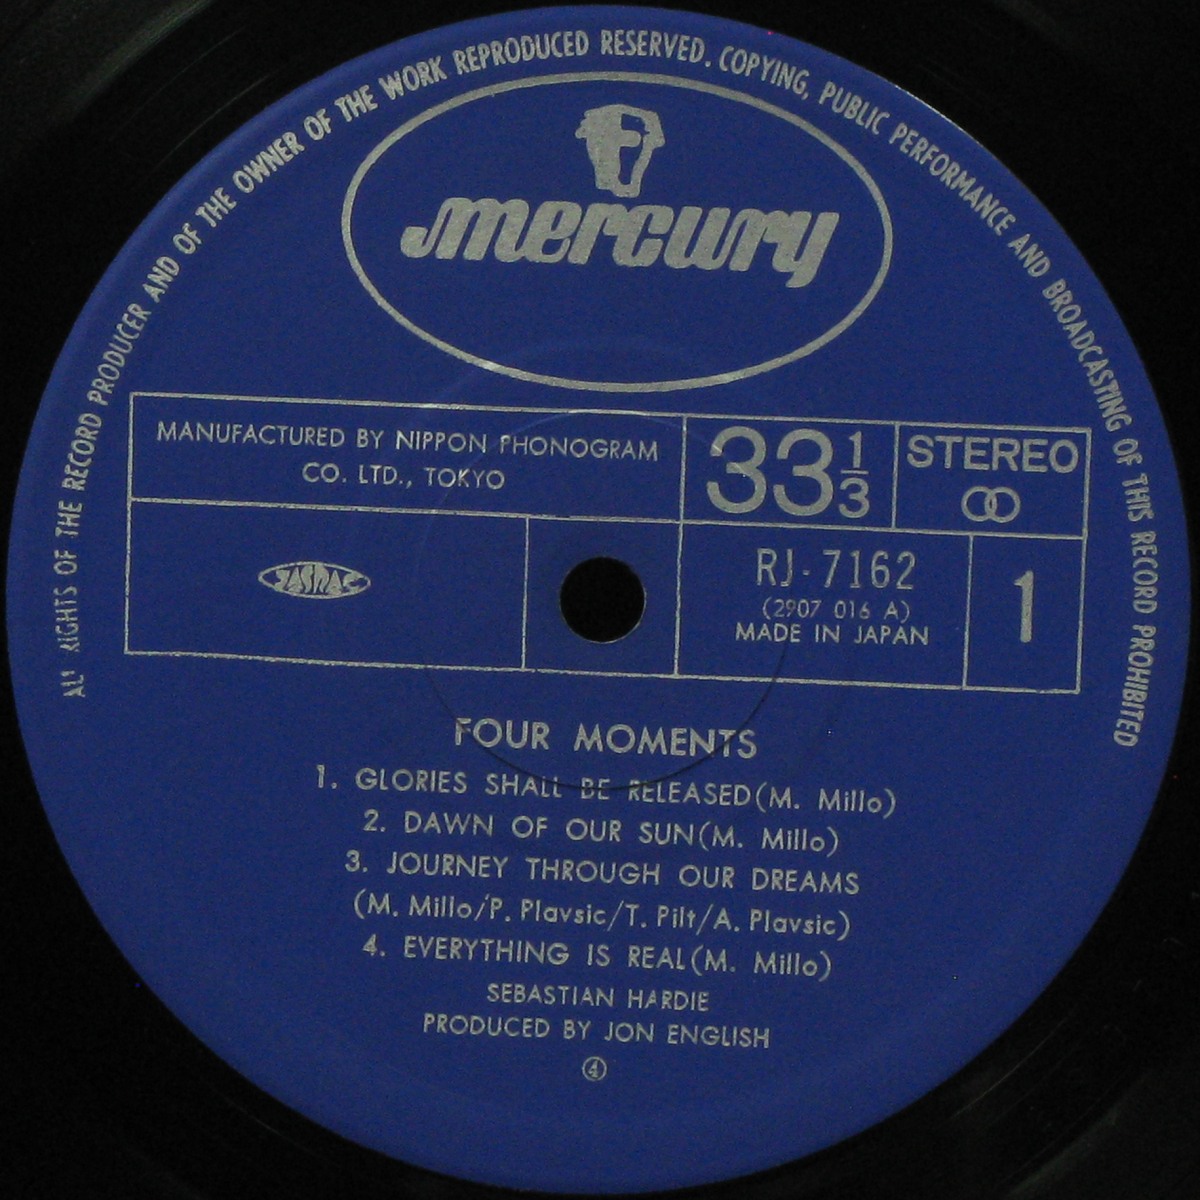 ALL RIGHTS OF THE RECORD PRODUCER AND OF THE OWNER OF THE WORK REPRODUCED RESERVED. COPYING, PUBLIC PERFORMANCE AND BROADCASTING OF THIS RECORD PROHIBITED
mercury
MANUFACTURED BY NIPPON PHONOGRAM
CO. LTD., TOKYO
33 1/3
STEREO
JASRAC
RJ-7162
(2907 016 A)
MADE IN JAPAN
1
FOUR MOMENTS
1. GLORIES SHALL BE RELEASED(M. Millo)
2. DAWN OF OUR SUN(M. Millo)
3. JOURNEY THROUGH OUR DREAMS
(M. Millo/P. Plavsic/T. Pilt/A. Plavsic)
4. EVERYTHING IS REAL(M. Millo)
SEBASTIAN HARDIE
PRODUCED BY JON ENGLISH
④